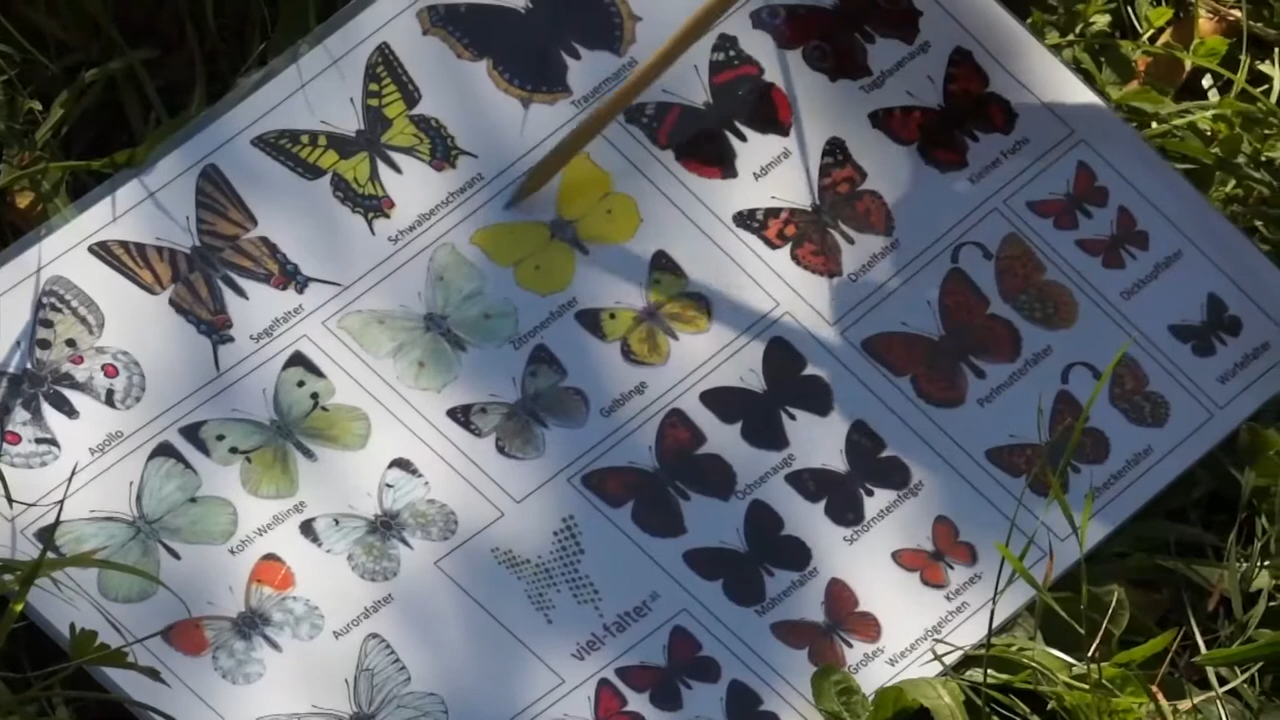 Trauermantel
Tagpfauenauge
Schwalbenschwanz
Admiral
Kleiner Fuchs
Segelfalter
Zitronenfalter
Distelfalter
Dickkopffalter
Apollo
Gelblinge
Perlmutterfalter
Würfelfalter
Kohl-Weißlinge
Ochsenauge
Scheckenfalter
Aurorafalter
Schornsteinfeger
Mohrenfalter
Kleines-
Großes-
Wiesenvögelchen
viel-falter.at